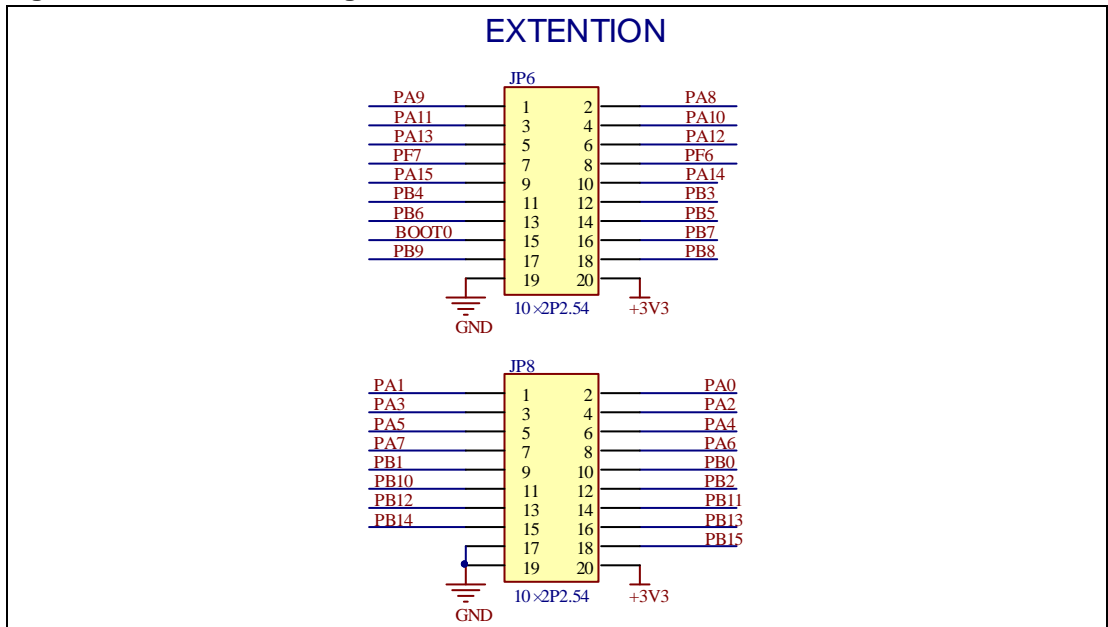 EXTENTION
JP6
PA9 1 2 PA8
PA11 3 4 PA10
PA13 5 6 PA12
PF7 7 8 PF6
PA15 9 10 PA14
PB4 11 12 PB3
PB6 13 14 PB5
BOOT0 15 16 PB7
PB9 17 18 PB8
19 20
10×2P2.54 +3V3
GND
JP8
PA1 1 2 PA0
PA3 3 4 PA2
PA5 5 6 PA4
PA7 7 8 PA6
PB1 9 10 PB0
PB10 11 12 PB2
PB12 13 14 PB11
PB14 15 16 PB13
17 18 PB15
19 20
10×2P2.54 +3V3
GND